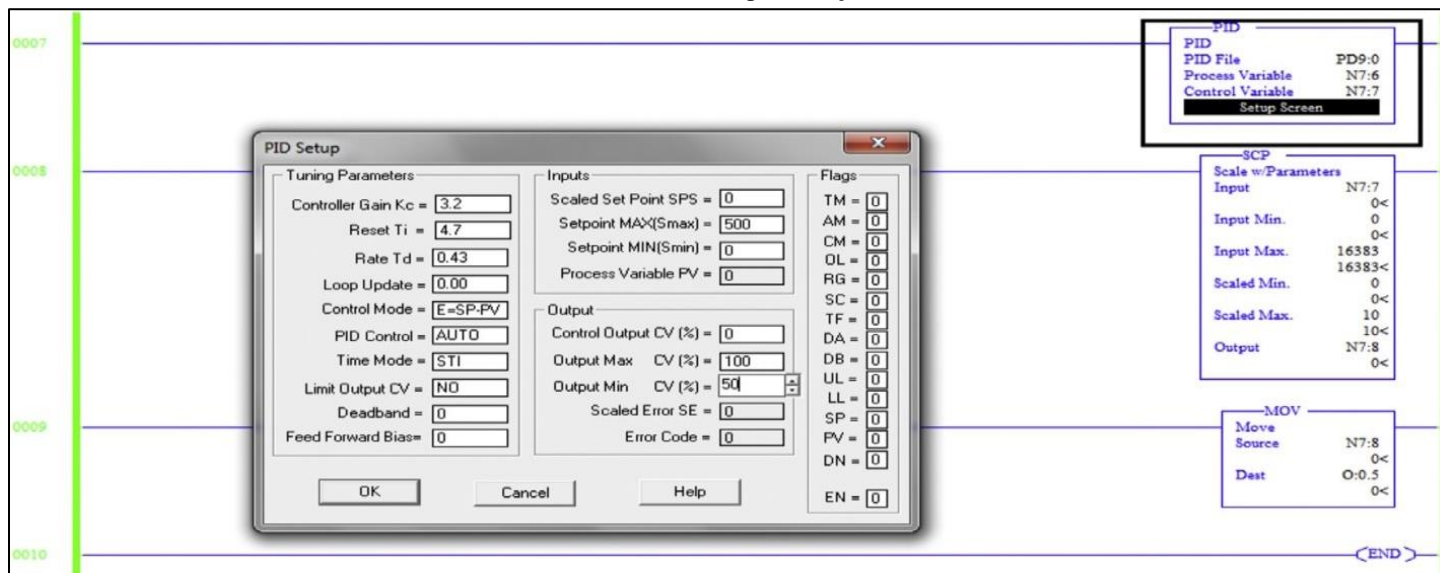 0007
PID
PID
PID File PD9:0
Process Variable N7:6
Control Variable N7:7
Setup Screen
0008
SCP
Scale w/Parameters
Input N7:7
0<
Input Min. 0
0<
Input Max. 16383
16383<
Scaled Min. 0
0<
Scaled Max. 10
10<
Output N7:8
0<
PID Setup
Tuning Parameters
Controller Gain Kc = 3.2
Reset Ti = 4.7
Rate Td = 0.43
Loop Update = 0.00
Control Mode = E=SP-PV
PID Control = AUTO
Time Mode = STI
Limit Output CV = NO
Deadband = 0
Feed Forward Bias= 0
Inputs
Scaled Set Point SPS = 0
Setpoint MAX(Smax) = 500
Setpoint MIN(Smin) = 0
Process Variable PV = 0
Output
Control Output CV (%) = 0
Output Max CV (%) = 100
Output Min CV (%) = 50
Scaled Error SE = 0
Error Code = 0
Flags
TM = 0
AM = 0
CM = 0
OL = 0
RG = 0
SC = 0
TF = 0
DA = 0
DB = 0
UL = 0
LL = 0
SP = 0
PV = 0
DN = 0
EN = 0
OK
Cancel
Help
0009
MOV
Move
Source N7:8
0<
Dest O:0.5
0<
0010
END